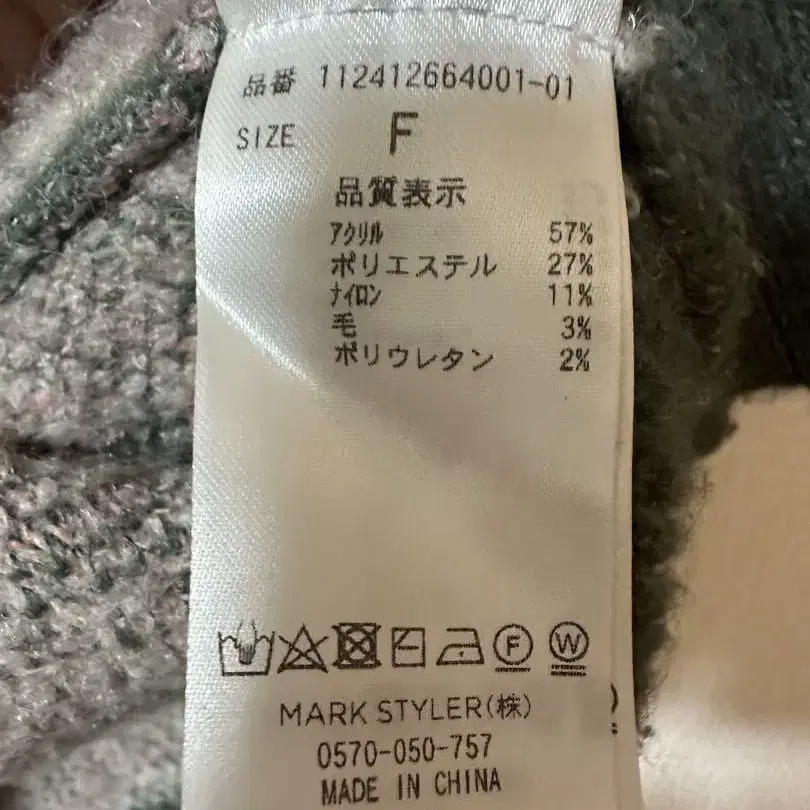 品番 112412664001-01
SIZE F
品質表示
ｱｸﾘﾙ 57%
ポリエステル 27%
ﾅｲﾛﾝ 11%
毛 3%
ポリウレタン 2%
F W
MARK STYLER(株)
0570-050-757
MADE IN CHINA